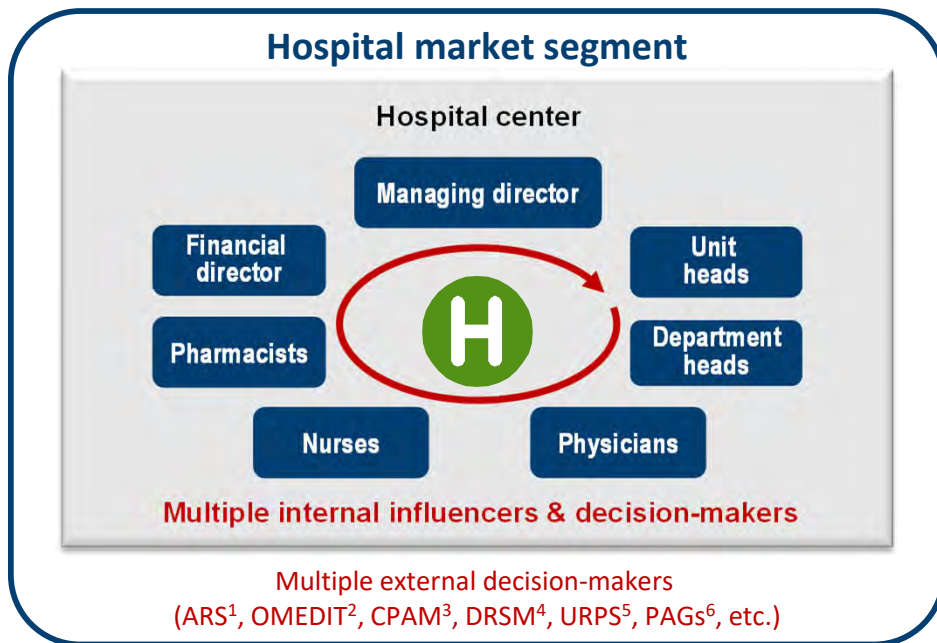 Hospital market segment
Hospital center
Managing director
Financial
director
Unit
heads
H
Pharmacists
Department
heads
Nurses
Physicians
Multiple internal influencers & decision-makers
Multiple external decision-makers
(ARS¹, OMEDIT², CPAM³, DRSM⁴, URPS⁵, PAGs⁶, etc.)